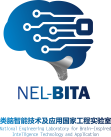 NEL-BITA
类脑智能技术及应用国家工程实验室
National Engineering Laboratory for Brain-Inspired
Intelligence Technology and Application